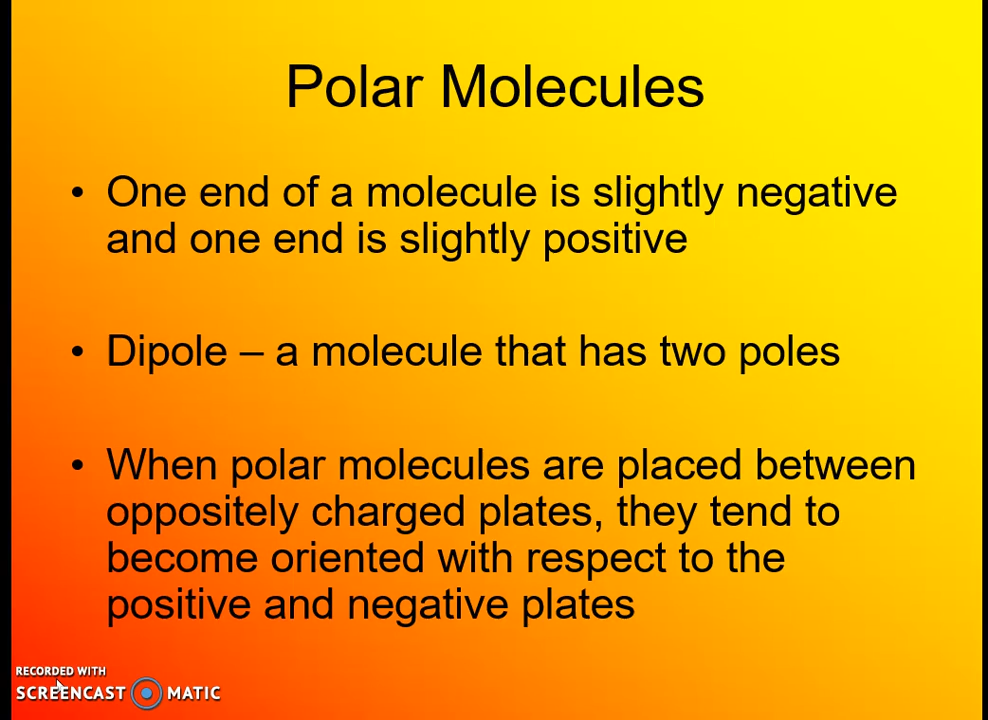 Polar Molecules
• One end of a molecule is slightly negative
and one end is slightly positive
• Dipole – a molecule that has two poles
• When polar molecules are placed between
oppositely charged plates, they tend to
become oriented with respect to the
positive and negative plates
RECORDED WITH
SCREENCAST MATIC